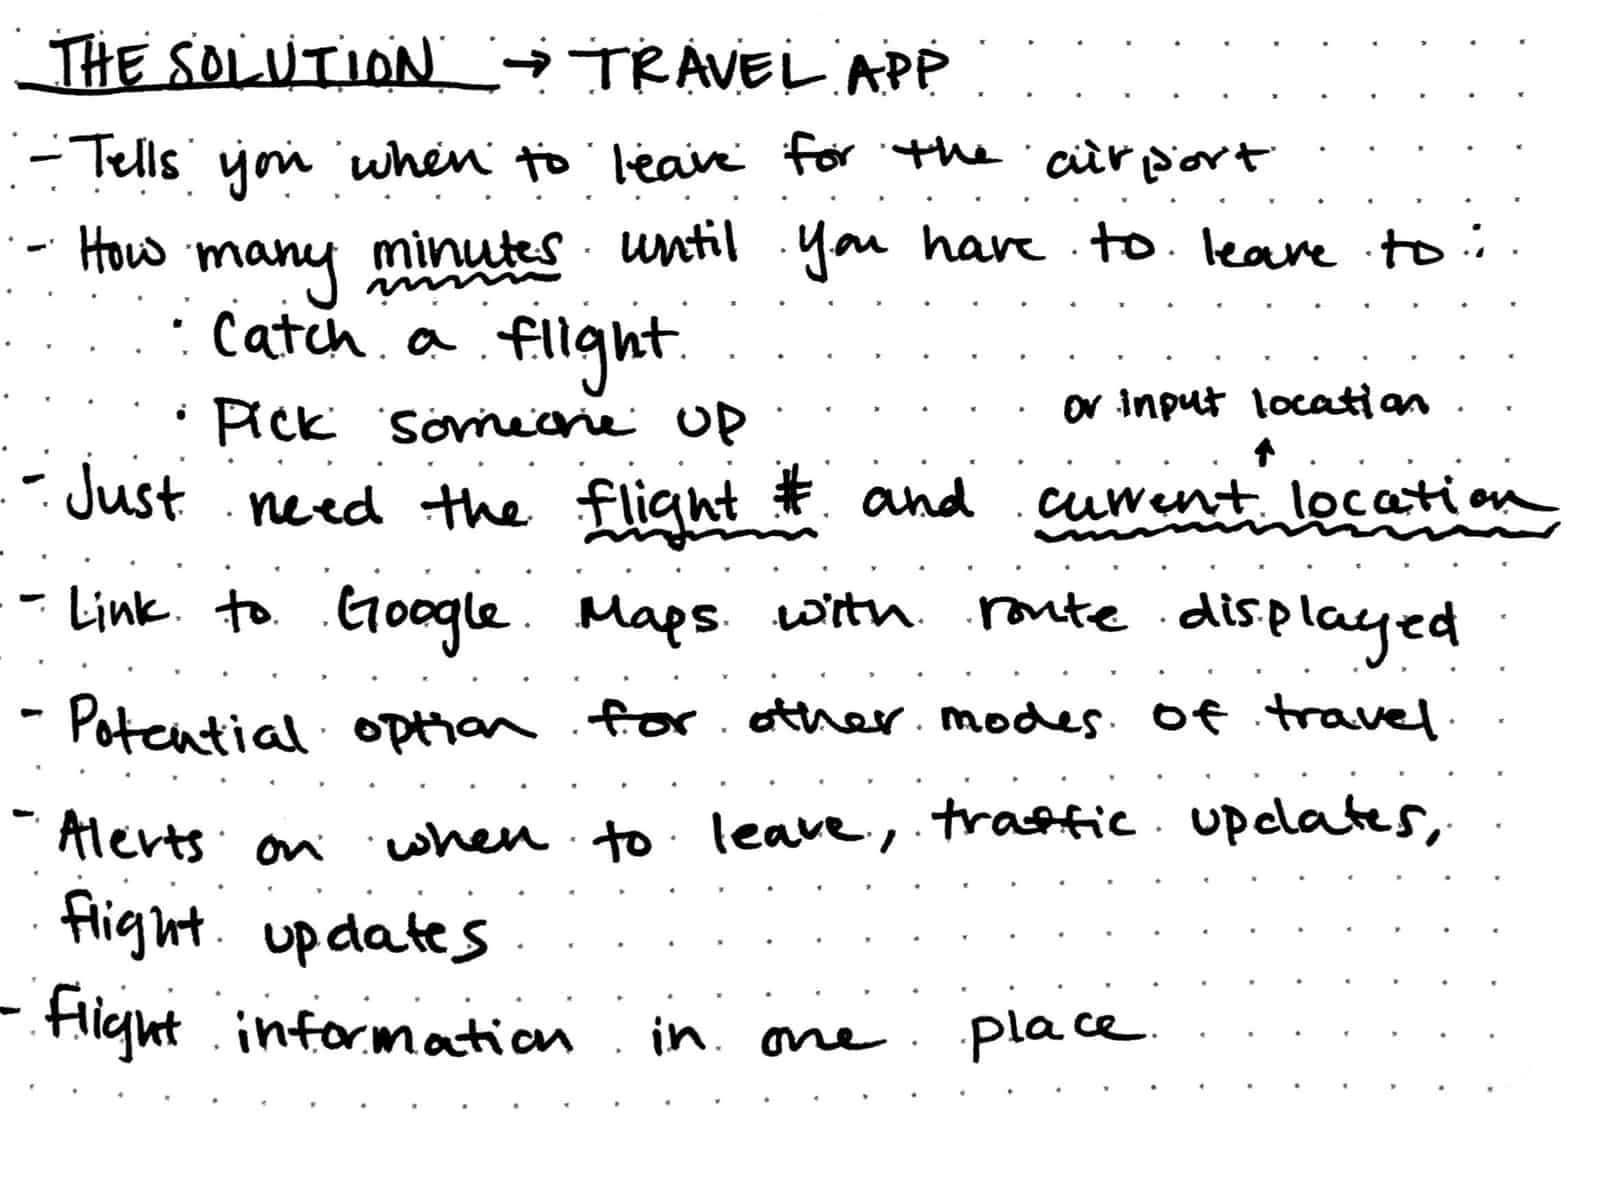 THE SOLUTION → TRAVEL APP
- Tells you when to leave for the airport
- How many minutes until you have to leave to:
· Catch a flight
· Pick someone up
or input location
↑
- Just need the flight # and current location
- Link to Google Maps with route displayed
- Potential option for other modes of travel
- Alerts on when to leave, traffic updates,
flight updates
- flight information in one place